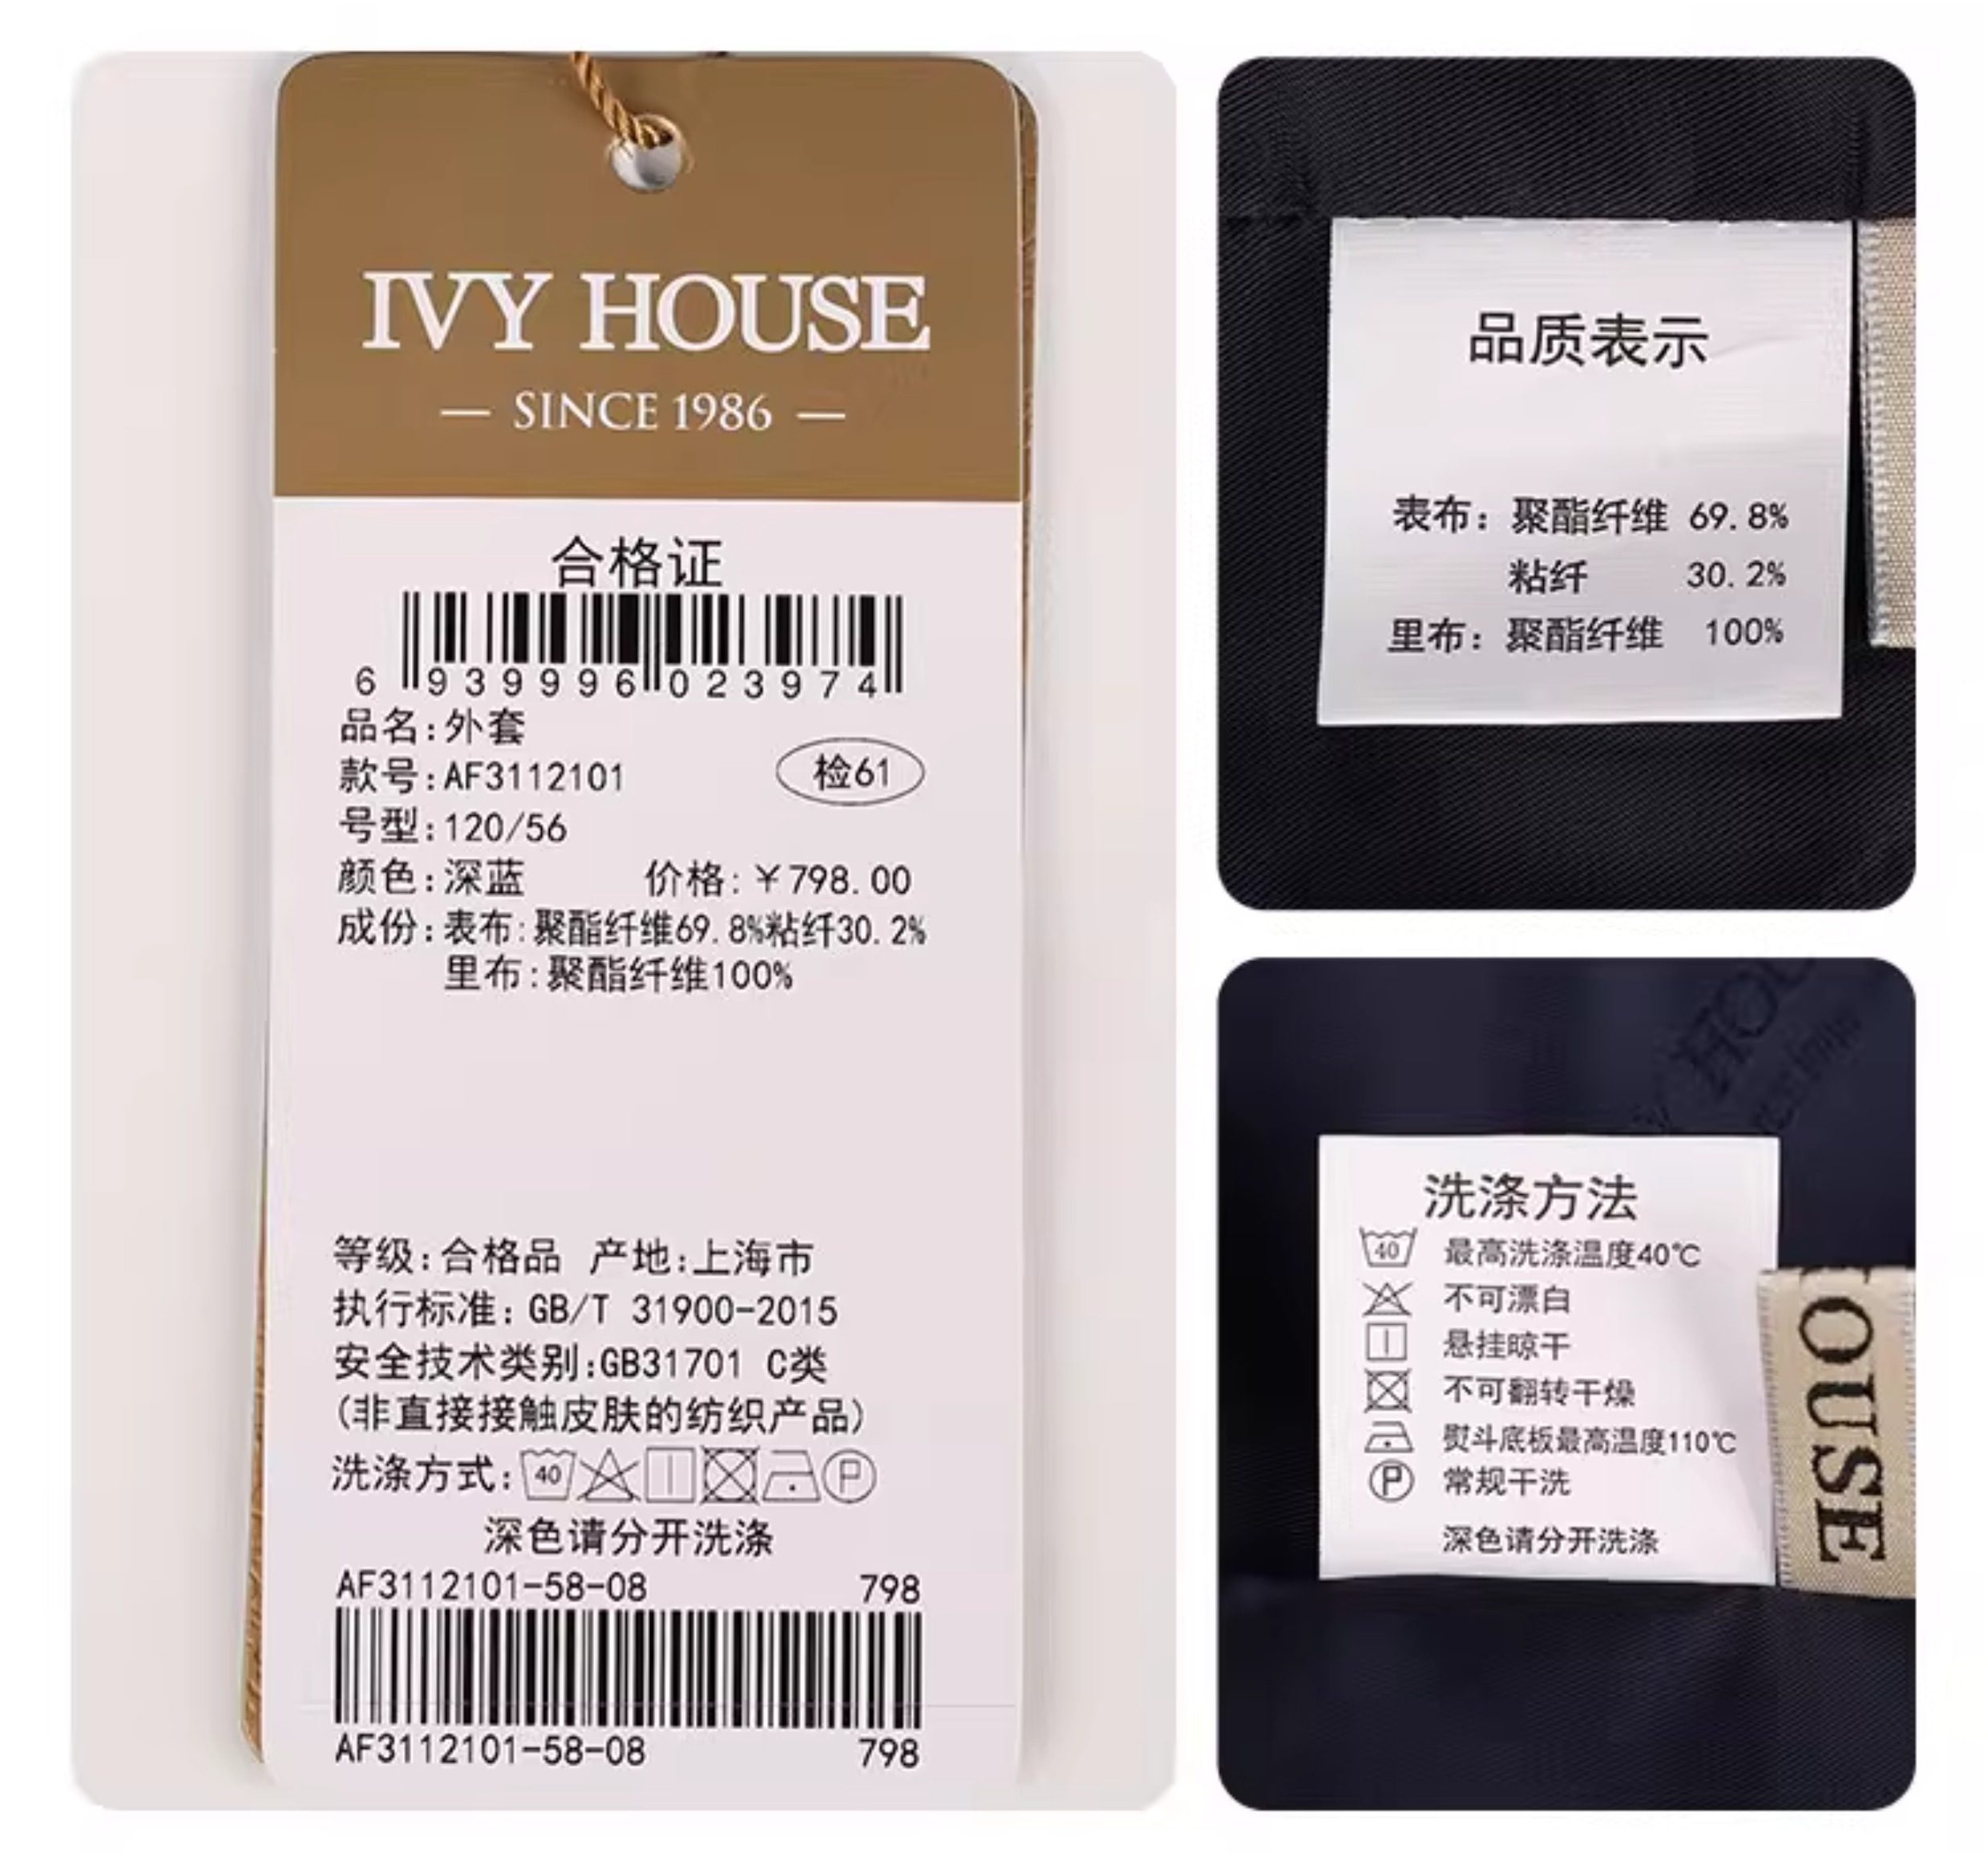 IVY HOUSE
— SINCE 1986 —
合格证
6 939996 023974
品名:外套
款号:AF3112101
检61
号型:120/56
颜色:深蓝 价格:￥798.00
成份:表布:聚酯纤维69.8%粘纤30.2%
里布:聚酯纤维100%
等级:合格品 产地:上海市
执行标准: GB/T 31900-2015
安全技术类别:GB31701 C类
(非直接接触皮肤的纺织产品)
洗涤方式: 40 P
深色请分开洗涤
AF3112101-58-08 798
AF3112101-58-08 798
品质表示
表布: 聚酯纤维 69.8%
粘纤 30.2%
里布: 聚酯纤维 100%
HOU
洗涤方法
40 最高洗涤温度40℃
不可漂白
悬挂晾干
不可翻转干燥
熨斗底板最高温度110℃
P 常规干洗
深色请分开洗涤
OUSE